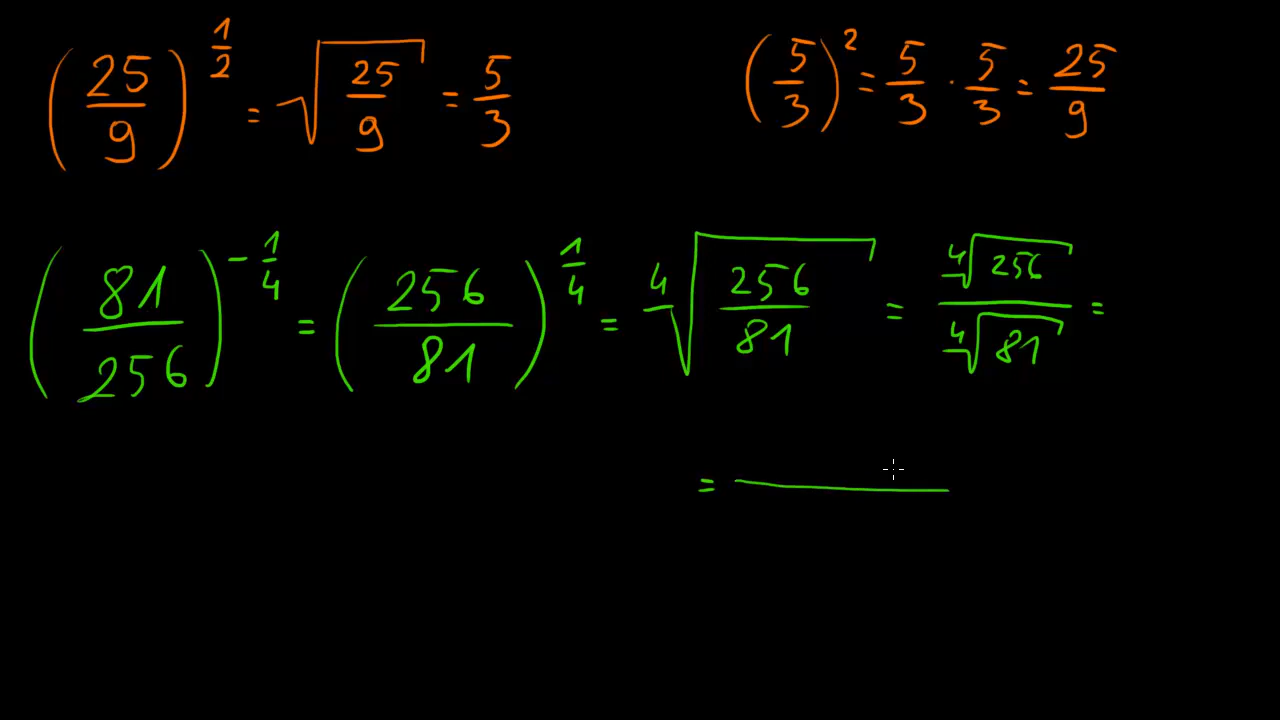 (25/9)^(1/2) = √(25/9) = 5/3
(5/3)^2 = 5/3 · 5/3 = 25/9
(81/256)^(-1/4) = (256/81)^(1/4) = ⁴√(256/81) = ⁴√256/⁴√81 =
=